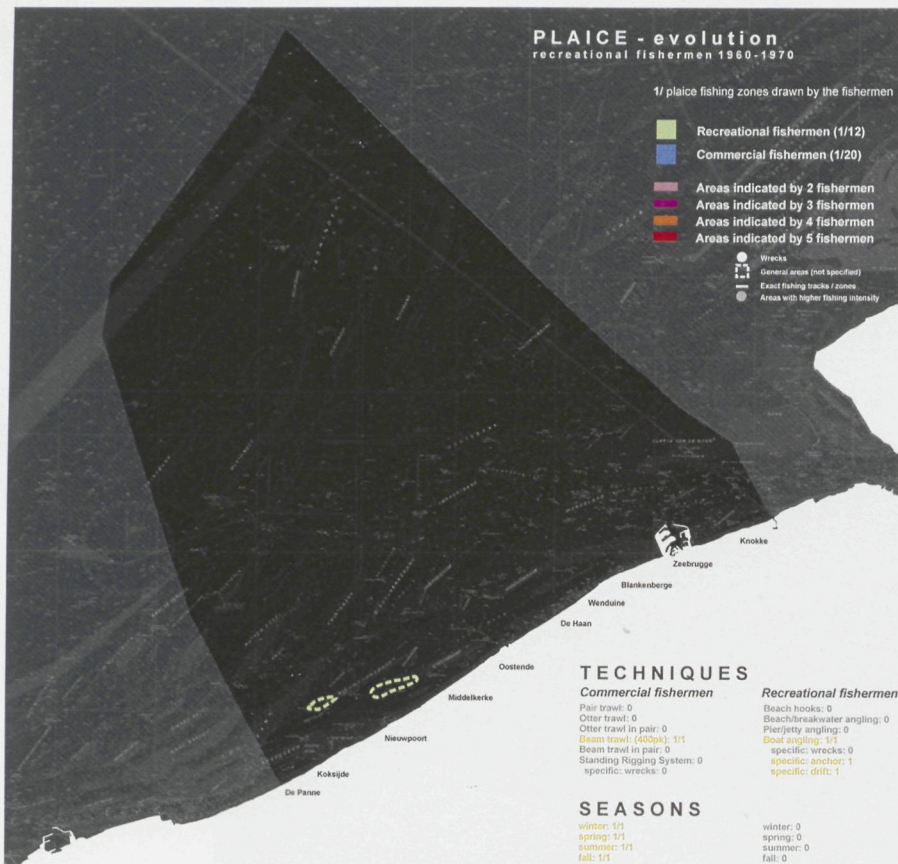 PLAICE - evolution
recreational fishermen 1960-1970
1/ plaice fishing zones drawn by the fishermen
Recreational fishermen (1/12)
Commercial fishermen (1/20)
Areas indicated by 2 fishermen
Areas indicated by 3 fishermen
Areas indicated by 4 fishermen
Areas indicated by 5 fishermen
Wrecks
General areas (not specified)
Exact fishing tracks / zones
Areas with higher fishing intensity
Knokke
Zeebrugge
Blankenberge
Wenduine
De Haan
Oostende
Middelkerke
Nieuwpoort
Koksijde
De Panne
TECHNIQUES
Commercial fishermen
Pair trawl: 0
Otter trawl: 0
Otter trawl in pair: 0
Beam trawl: (400pk): 1/1
Beam trawl in pair: 0
Standing Rigging System: 0
specific: wrecks: 0
Recreational fishermen
Beach hooks: 0
Beach/breakwater angling: 0
Pier/jetty angling: 0
Boat angling: 1/1
specific: wrecks: 0
specific: anchor: 1
specific: drift: 1
SEASONS
winter: 1/1
spring: 1/1
summer: 1/1
fall: 1/1
winter: 0
spring: 0
summer: 0
fall: 0